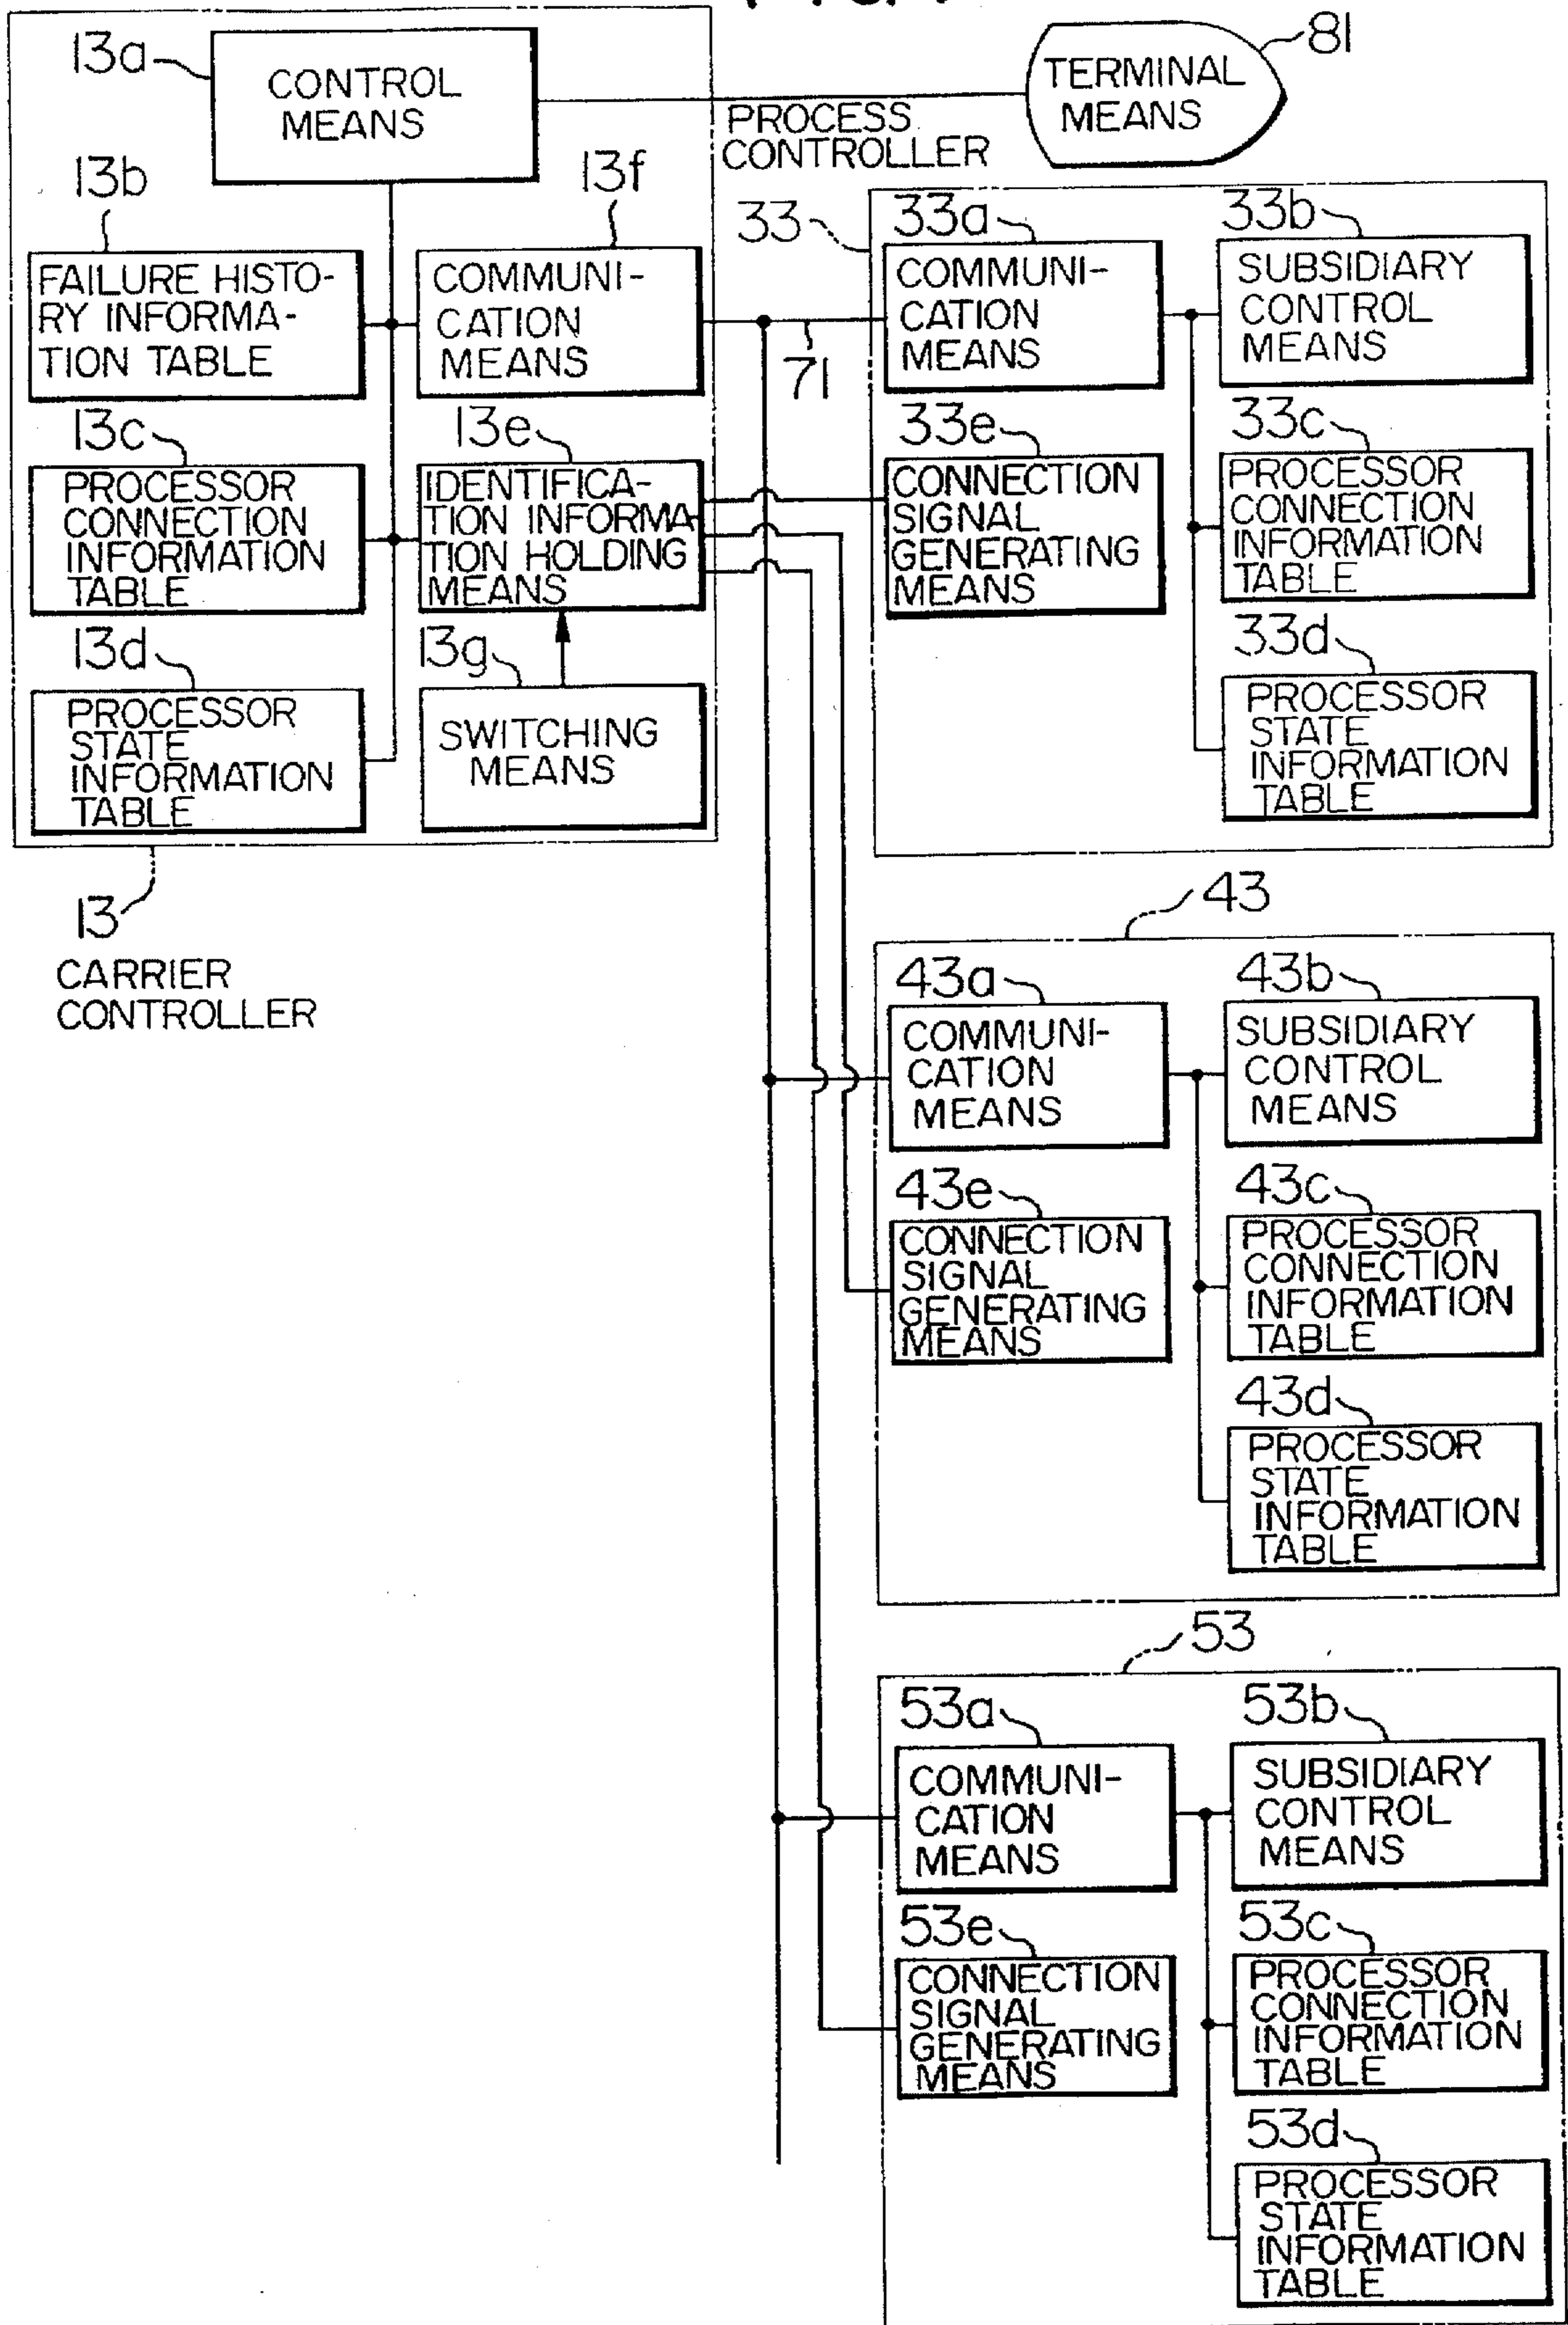 13a
CONTROL
MEANS
TERMINAL
MEANS
81
PROCESS
CONTROLLER
13b
FAILURE HISTO-
RY INFORMA-
TION TABLE
13f
COMMUNI-
CATION
MEANS
71
13c
PROCESSOR
CONNECTION
INFORMATION
TABLE
13e
IDENTIFICA-
TION INFORMA-
TION HOLDING
MEANS
13d
PROCESSOR
STATE
INFORMATION
TABLE
13g
SWITCHING
MEANS
13
CARRIER
CONTROLLER
33
33a
COMMUNI-
CATION
MEANS
33b
SUBSIDIARY
CONTROL
MEANS
33e
CONNECTION
SIGNAL
GENERATING
MEANS
33c
PROCESSOR
CONNECTION
INFORMATION
TABLE
33d
PROCESSOR
STATE
INFORMATION
TABLE
43
43a
COMMUNI-
CATION
MEANS
43b
SUBSIDIARY
CONTROL
MEANS
43e
CONNECTION
SIGNAL
GENERATING
MEANS
43c
PROCESSOR
CONNECTION
INFORMATION
TABLE
43d
PROCESSOR
STATE
INFORMATION
TABLE
53
53a
COMMUNI-
CATION
MEANS
53b
SUBSIDIARY
CONTROL
MEANS
53e
CONNECTION
SIGNAL
GENERATING
MEANS
53c
PROCESSOR
CONNECTION
INFORMATION
TABLE
53d
PROCESSOR
STATE
INFORMATION
TABLE